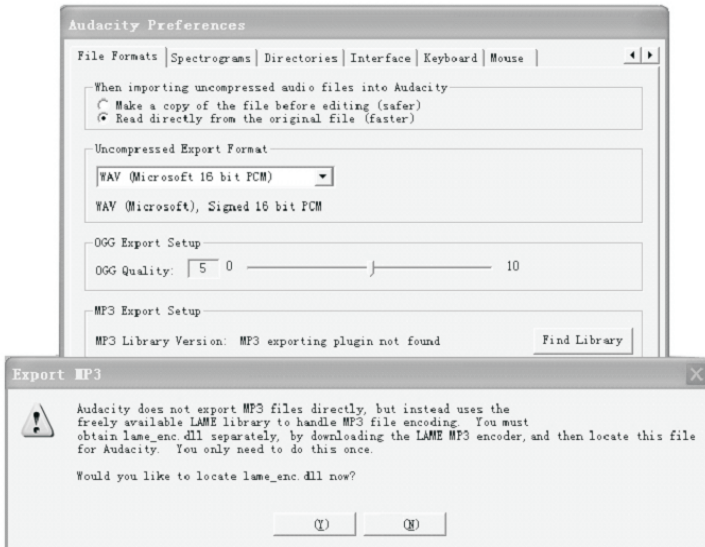 Audacity Preferences
File Formats Spectrograms Directories Interface Keyboard Mouse
When importing uncompressed audio files into Audacity
Make a copy of the file before editing (safer)
Read directly from the original file (faster)
Uncompressed Export Format
WAV (Microsoft 16 bit PCM)
WAV (Microsoft), Signed 16 bit PCM
OGG Export Setup
OGG Quality: 5 0 10
MP3 Export Setup
MP3 Library Version: MP3 exporting plugin not found Find Library
Export MP3
Audacity does not export MP3 files directly, but instead uses the
freely available LAME library to handle MP3 file encoding. You must
obtain lame_enc.dll separately, by downloading the LAME MP3 encoder, and then locate this file
for Audacity. You only need to do this once.
Would you like to locate lame_enc.dll now?
(Y) (N)